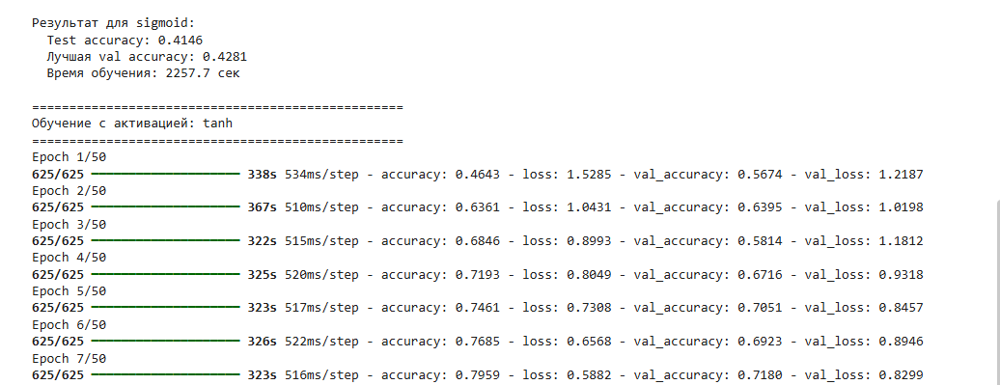 Результат для sigmoid:
Test accuracy: 0.4146
Лучшая val accuracy: 0.4281
Время обучения: 2257.7 сек
==================================================
Обучение с активацией: tanh
==================================================
Epoch 1/50
625/625 ━━━━━━━━━━━━━━━━━━━━ 338s 534ms/step - accuracy: 0.4643 - loss: 1.5285 - val_accuracy: 0.5674 - val_loss: 1.2187
Epoch 2/50
625/625 ━━━━━━━━━━━━━━━━━━━━ 367s 510ms/step - accuracy: 0.6361 - loss: 1.0431 - val_accuracy: 0.6395 - val_loss: 1.0198
Epoch 3/50
625/625 ━━━━━━━━━━━━━━━━━━━━ 322s 515ms/step - accuracy: 0.6846 - loss: 0.8993 - val_accuracy: 0.5814 - val_loss: 1.1812
Epoch 4/50
625/625 ━━━━━━━━━━━━━━━━━━━━ 325s 520ms/step - accuracy: 0.7193 - loss: 0.8049 - val_accuracy: 0.6716 - val_loss: 0.9318
Epoch 5/50
625/625 ━━━━━━━━━━━━━━━━━━━━ 323s 517ms/step - accuracy: 0.7461 - loss: 0.7308 - val_accuracy: 0.7051 - val_loss: 0.8457
Epoch 6/50
625/625 ━━━━━━━━━━━━━━━━━━━━ 326s 522ms/step - accuracy: 0.7685 - loss: 0.6568 - val_accuracy: 0.6923 - val_loss: 0.8946
Epoch 7/50
625/625 ━━━━━━━━━━━━━━━━━━━━ 323s 516ms/step - accuracy: 0.7959 - loss: 0.5882 - val_accuracy: 0.7180 - val_loss: 0.8299